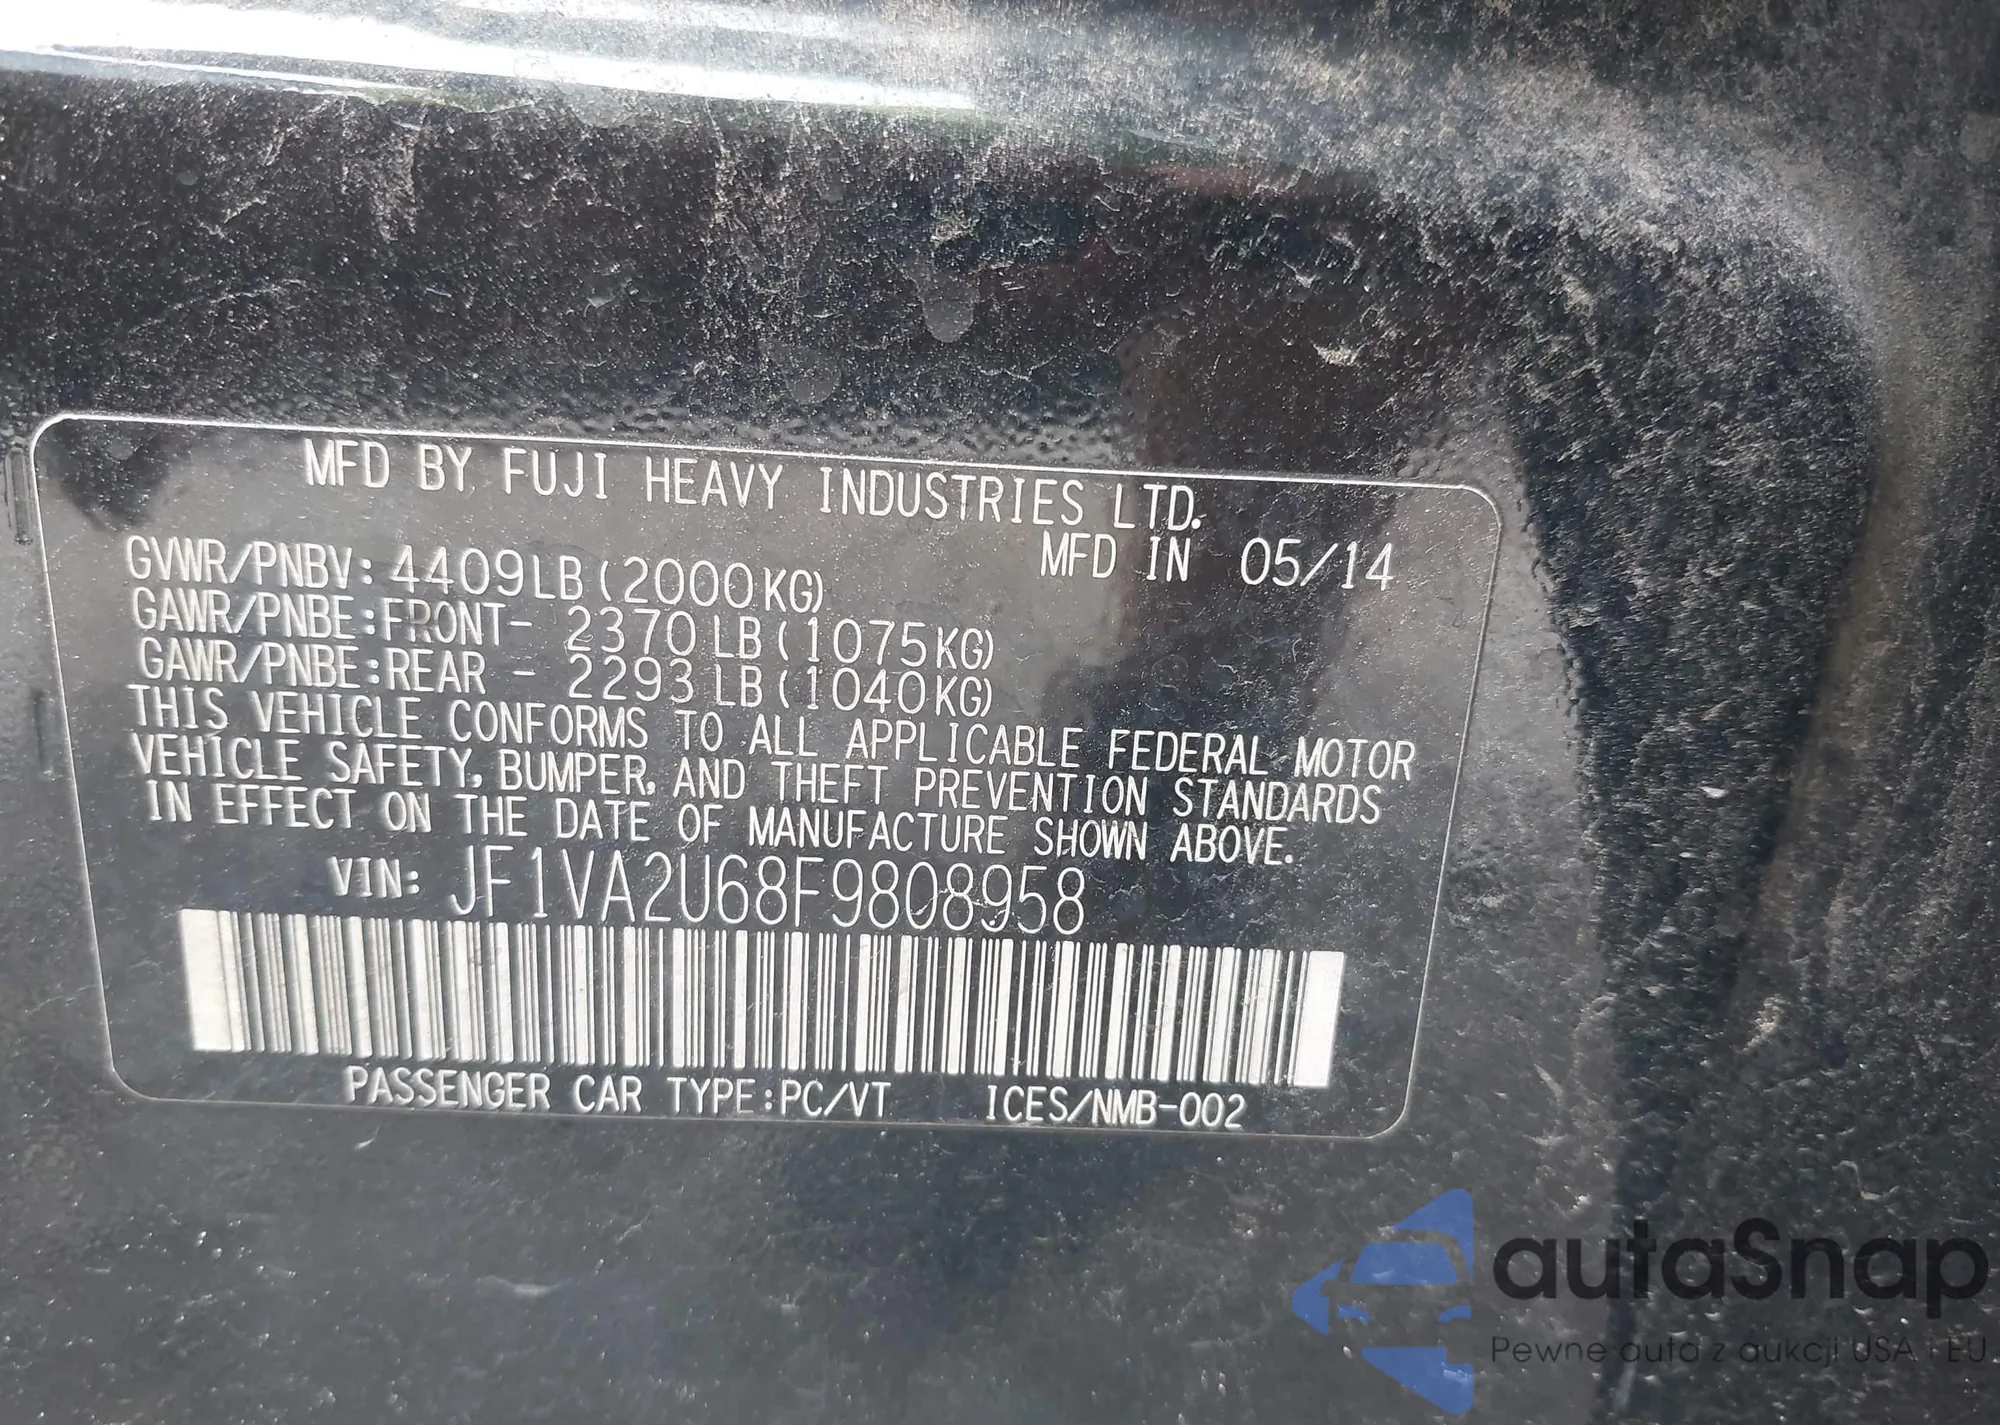 MFD BY FUJI HEAVY INDUSTRIES LTD.
MFD IN 05/14
GVWR/PNBV: 4409LB (2000KG)
GAWR/PNBE:FRONT- 2370LB (1075KG)
GAWR/PNBE:REAR - 2293LB (1040KG)
THIS VEHICLE CONFORMS TO ALL APPLICABLE FEDERAL MOTOR
VEHICLE SAFETY, BUMPER, AND THEFT PREVENTION STANDARDS
IN EFFECT ON THE DATE OF MANUFACTURE SHOWN ABOVE.
VIN: JF1VA2U68F9808958
PASSENGER CAR TYPE:PC/VT ICES/NMB-002
autaSnap
Pewne auta z aukcji USA i EU